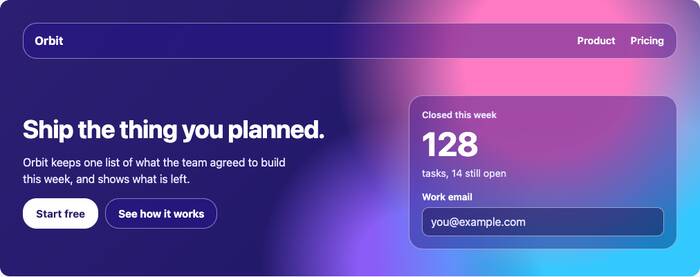 Orbit
Product
Pricing
Ship the thing you planned.
Orbit keeps one list of what the team agreed to build
this week, and shows what is left.
Start free
See how it works
Closed this week
128
tasks, 14 still open
Work email
you@example.com